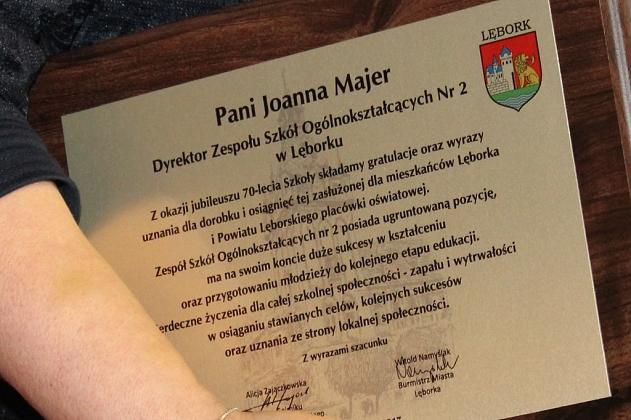 LĘBORK
Pani Joanna Majer
Dyrektor Zespołu Szkół Ogólnokształcących Nr 2
w Lęborku
Z okazji jubileuszu 70-lecia Szkoły składamy gratulacje oraz wyrazy
uznania dla dorobku i osiągnięć tej zasłużonej dla mieszkańców Lęborka
i Powiatu Lęborskiego placówki oświatowej.
Zespół Szkół Ogólnokształcących nr 2 posiada ugruntowaną pozycję,
ma na swoim koncie duże sukcesy w kształceniu
oraz przygotowaniu młodzieży do kolejnego etapu edukacji.
erdeczne życzenia dla całej szkolnej społeczności - zapału i wytrwałości
w osiąganiu stawianych celów, kolejnych sukcesów
oraz uznania ze strony lokalnej społeczności.
Z wyrazami szacunku
Alicja Zajączkowska
Witold Namyślak
Burmistrz Miasta
Lęborka